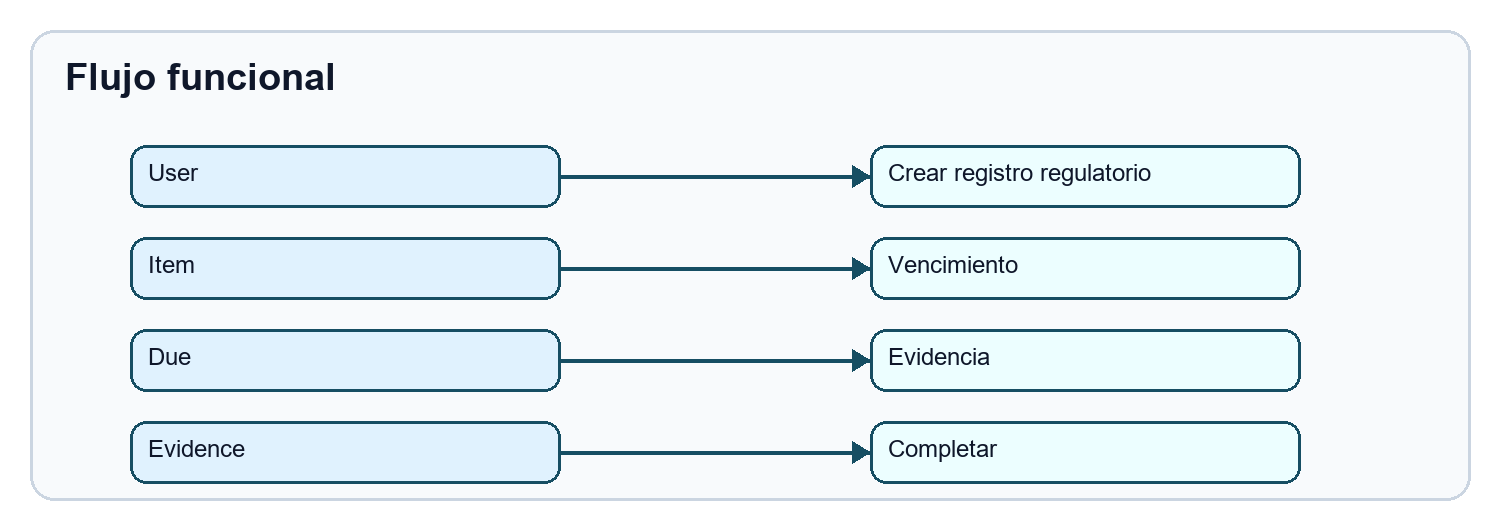 Flujo funcional
User
Crear registro regulatorio
Item
Vencimiento
Due
Evidencia
Evidence
Completar